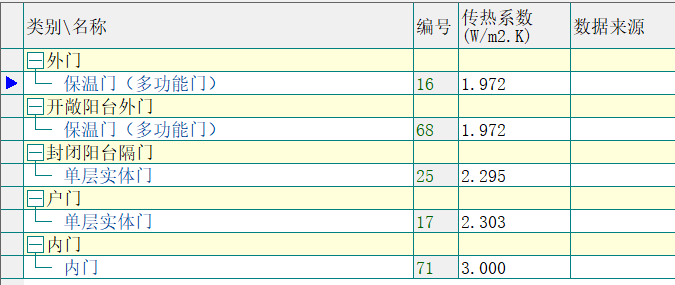 类别\名称 编号 传热系数 (W/m2.K) 数据来源
外门
保温门（多功能门） 16 1.972
开敞阳台外门
保温门（多功能门） 68 1.972
封闭阳台隔门
单层实体门 25 2.295
户门
单层实体门 17 2.303
内门
内门 71 3.000